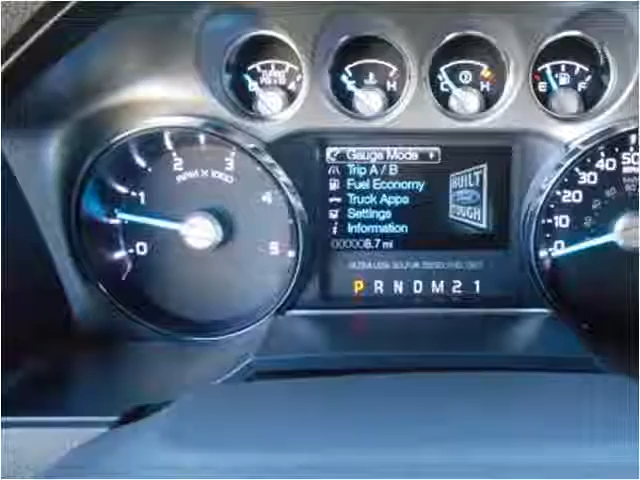 C H
C H
E F
2 3
1 4
0 5
RPM X 1000
Gauge Mode
Trip A / B
Fuel Economy
Truck Apps
Settings
Information
000008.7 mi
BUILT
Ford
TOUGH
P R N D M 2 1
50
40
30
20
10
0